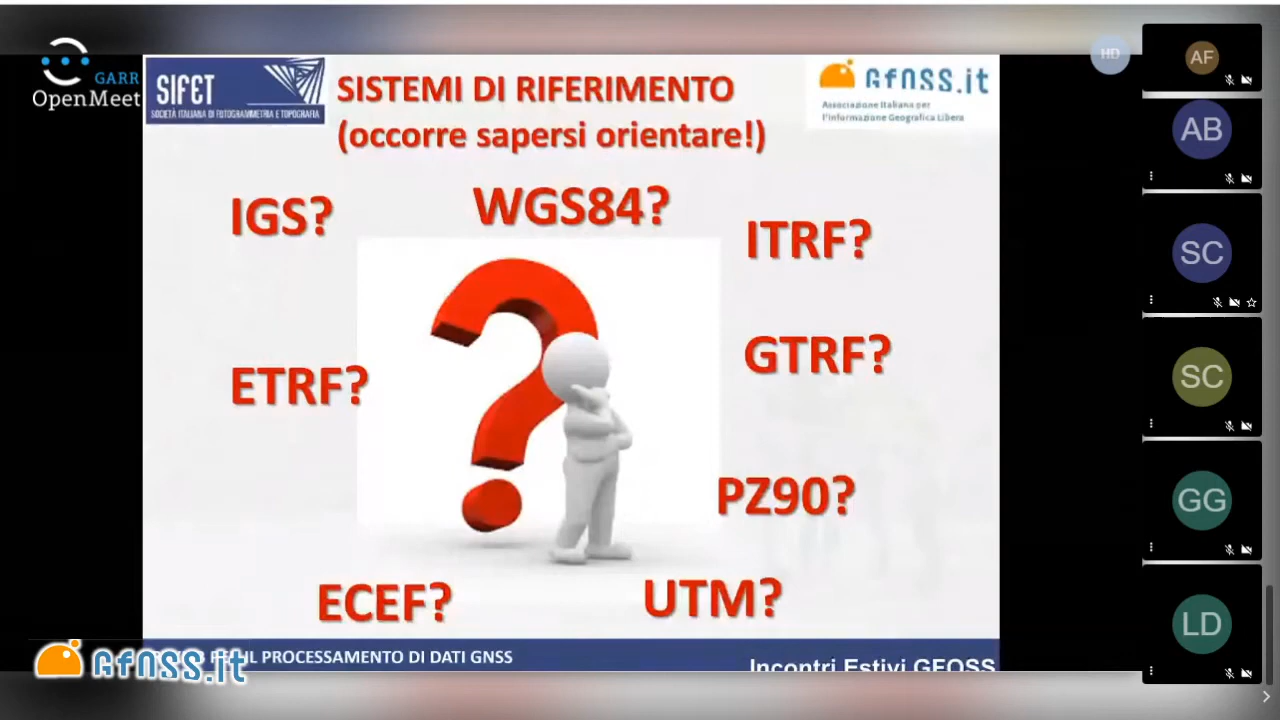 GARR
OpenMeet
SIFET
SOCIETÀ ITALIANA DI FOTOGRAMMETRIA E TOPOGRAFIA
SISTEMI DI RIFERIMENTO
(occorre sapersi orientare!)
GFOSS.it
Associazione Italiana per
l'Informazione Geografica Libera
HD
IGS?
WGS84?
ITRF?
GTRF?
ETRF?
PZ90?
ECEF?
UTM?
IL PROCESSAMENTO DI DATI GNSS
Incontri Estivi GFOSS
GFOSS.it
AF
AB
SC
SC
GG
LD